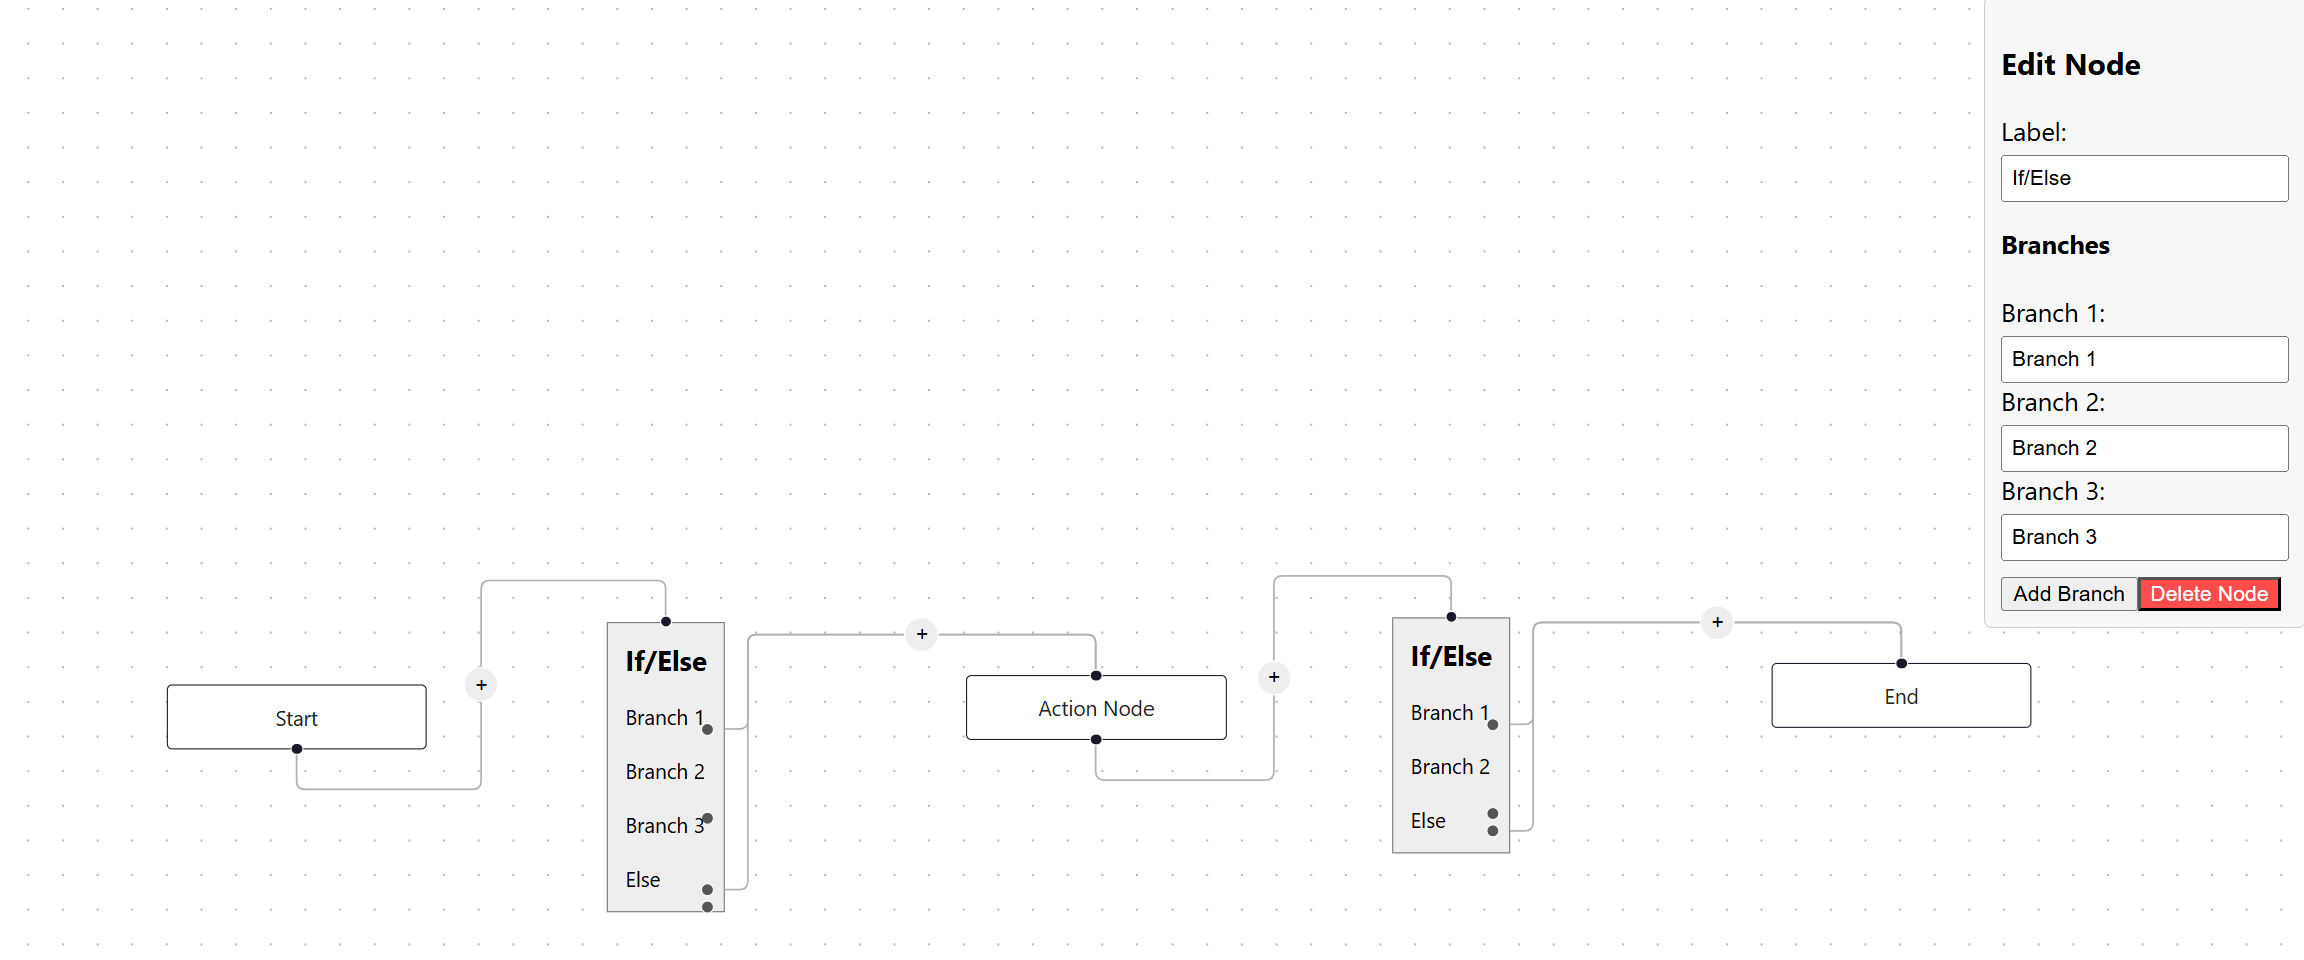 Edit Node
Label:
If/Else
Branches
Branch 1:
Branch 1
Branch 2:
Branch 2
Branch 3:
Branch 3
Add Branch
Delete Node
Start
+
If/Else
Branch 1
Branch 2
Branch 3
Else
+
Action Node
+
If/Else
Branch 1
Branch 2
Else
+
End